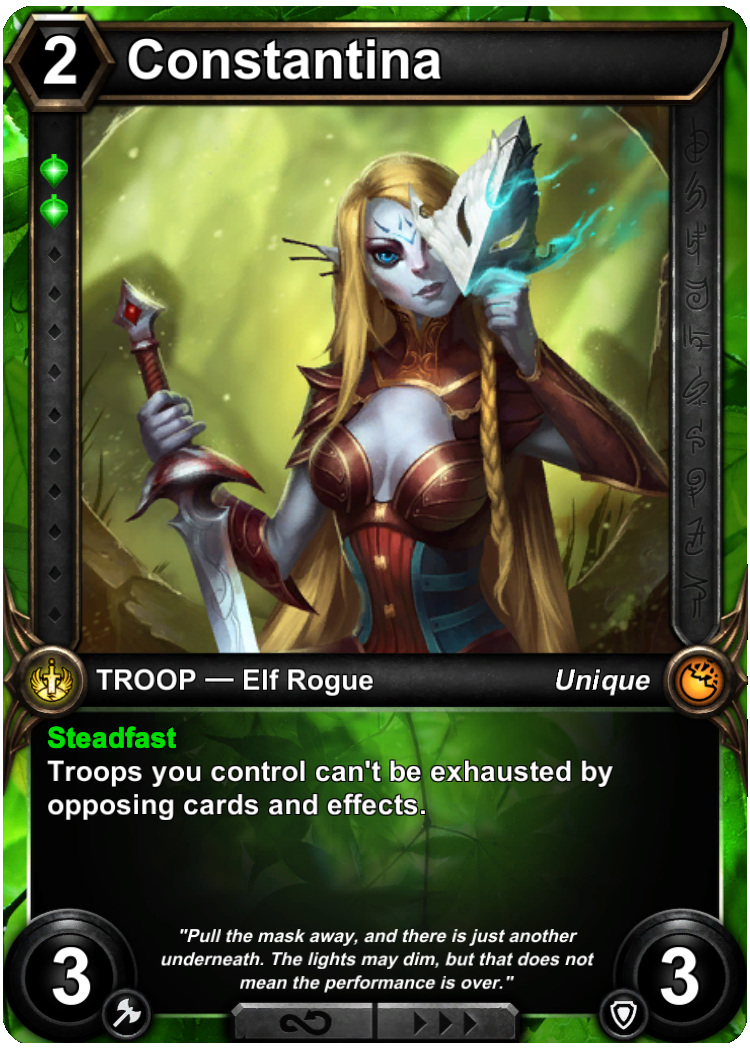 2 Constantina
TROOP — Elf Rogue Unique
Steadfast
Troops you control can't be exhausted by
opposing cards and effects.
"Pull the mask away, and there is just another
underneath. The lights may dim, but that does not
mean the performance is over."
3 3